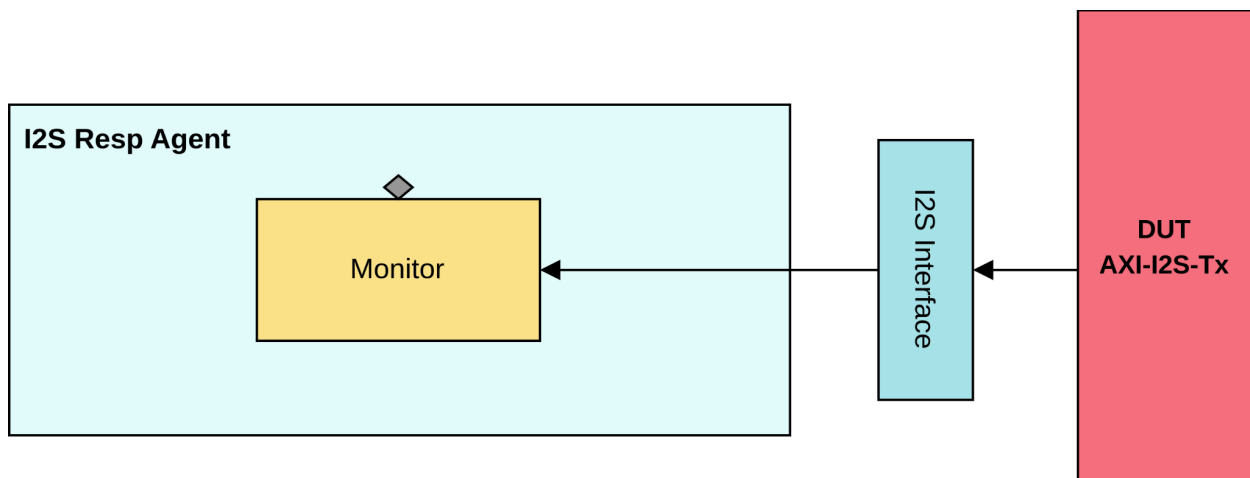 I2S Resp Agent
Monitor
I2S Interface
DUT
AXI-I2S-Tx